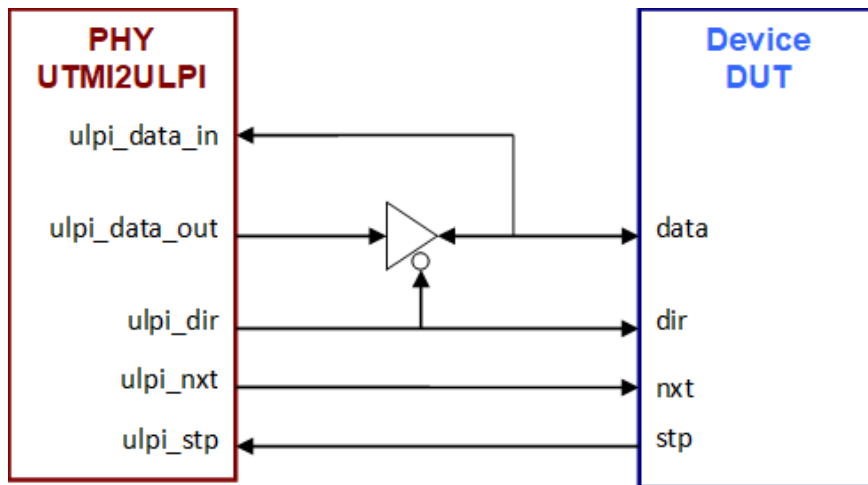 PHY
UTMI2ULPI
ulpi_data_in
ulpi_data_out
ulpi_dir
ulpi_nxt
ulpi_stp
Device
DUT
data
dir
nxt
stp